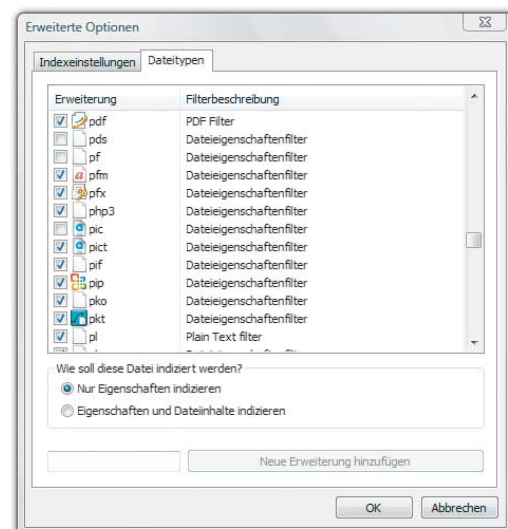 Erweiterte Optionen
Indexeinstellungen Dateitypen
Erweiterung Filterbeschreibung
pdf PDF Filter
pds Dateieigenschaftenfilter
pf Dateieigenschaftenfilter
pfm Dateieigenschaftenfilter
pfx Dateieigenschaftenfilter
php3 Dateieigenschaftenfilter
pic Dateieigenschaftenfilter
pict Dateieigenschaftenfilter
pif Dateieigenschaftenfilter
pip Dateieigenschaftenfilter
pko Dateieigenschaftenfilter
pkt Dateieigenschaftenfilter
pl Plain Text filter
Wie soll diese Datei indiziert werden?
Nur Eigenschaften indizieren
Eigenschaften und Dateiinhalte indizieren
Neue Erweiterung hinzufügen
OK Abbrechen